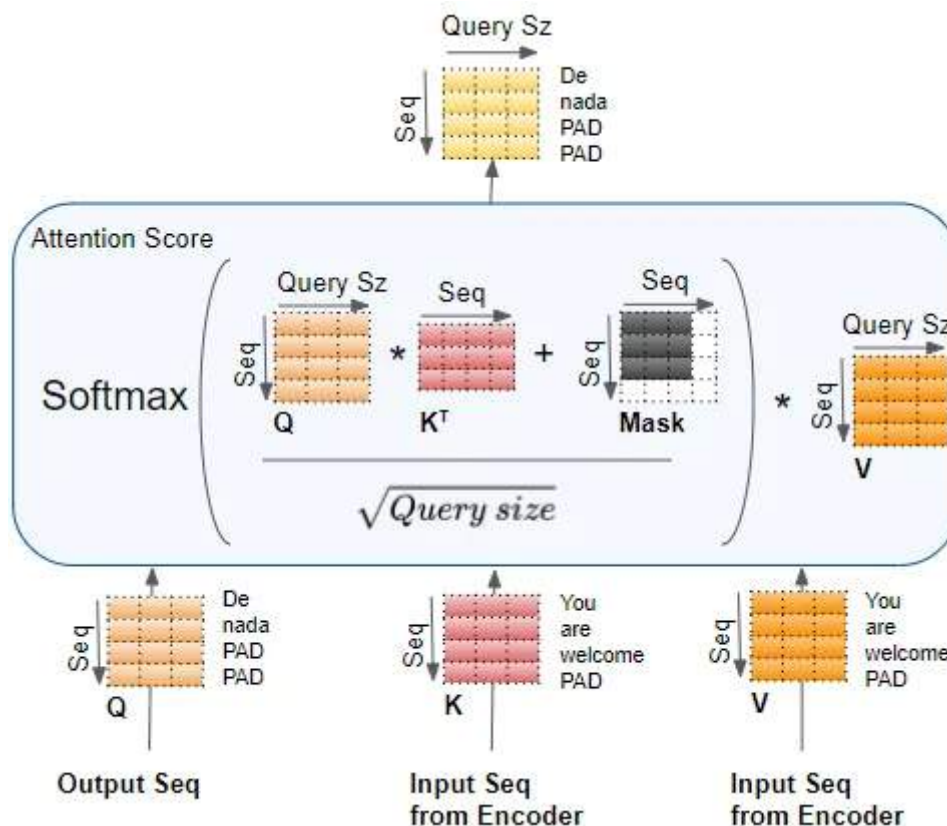 Query Sz
Seq
De
nada
PAD
PAD
Attention Score
Query Sz
Seq
Seq
Seq
Query Sz
Seq
Softmax
*
+
*
Q
K^T
Mask
V
√Query size
Seq
De
nada
PAD
PAD
Q
Seq
You
are
welcome
PAD
K
Seq
You
are
welcome
PAD
V
Output Seq
Input Seq
from Encoder
Input Seq
from Encoder